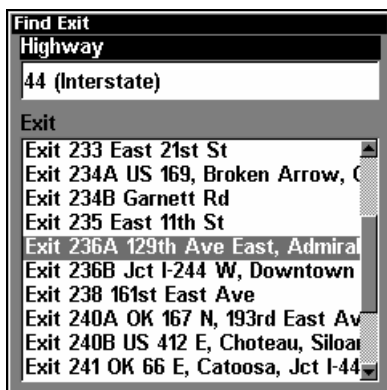 Find Exit
Highway
44 (Interstate)
Exit
Exit 233 East 21st St
Exit 234A US 169, Broken Arrow,
Exit 234B Garnett Rd
Exit 235 East 11th St
Exit 236A 129th Ave East, Admiral
Exit 236B Jct I-244 W, Downtown
Exit 238 161st East Ave
Exit 240A OK 167 N, 193rd East Av
Exit 240B US 412 E, Choteau, Siloa
Exit 241 OK 66 E, Catoosa, Jct I-44